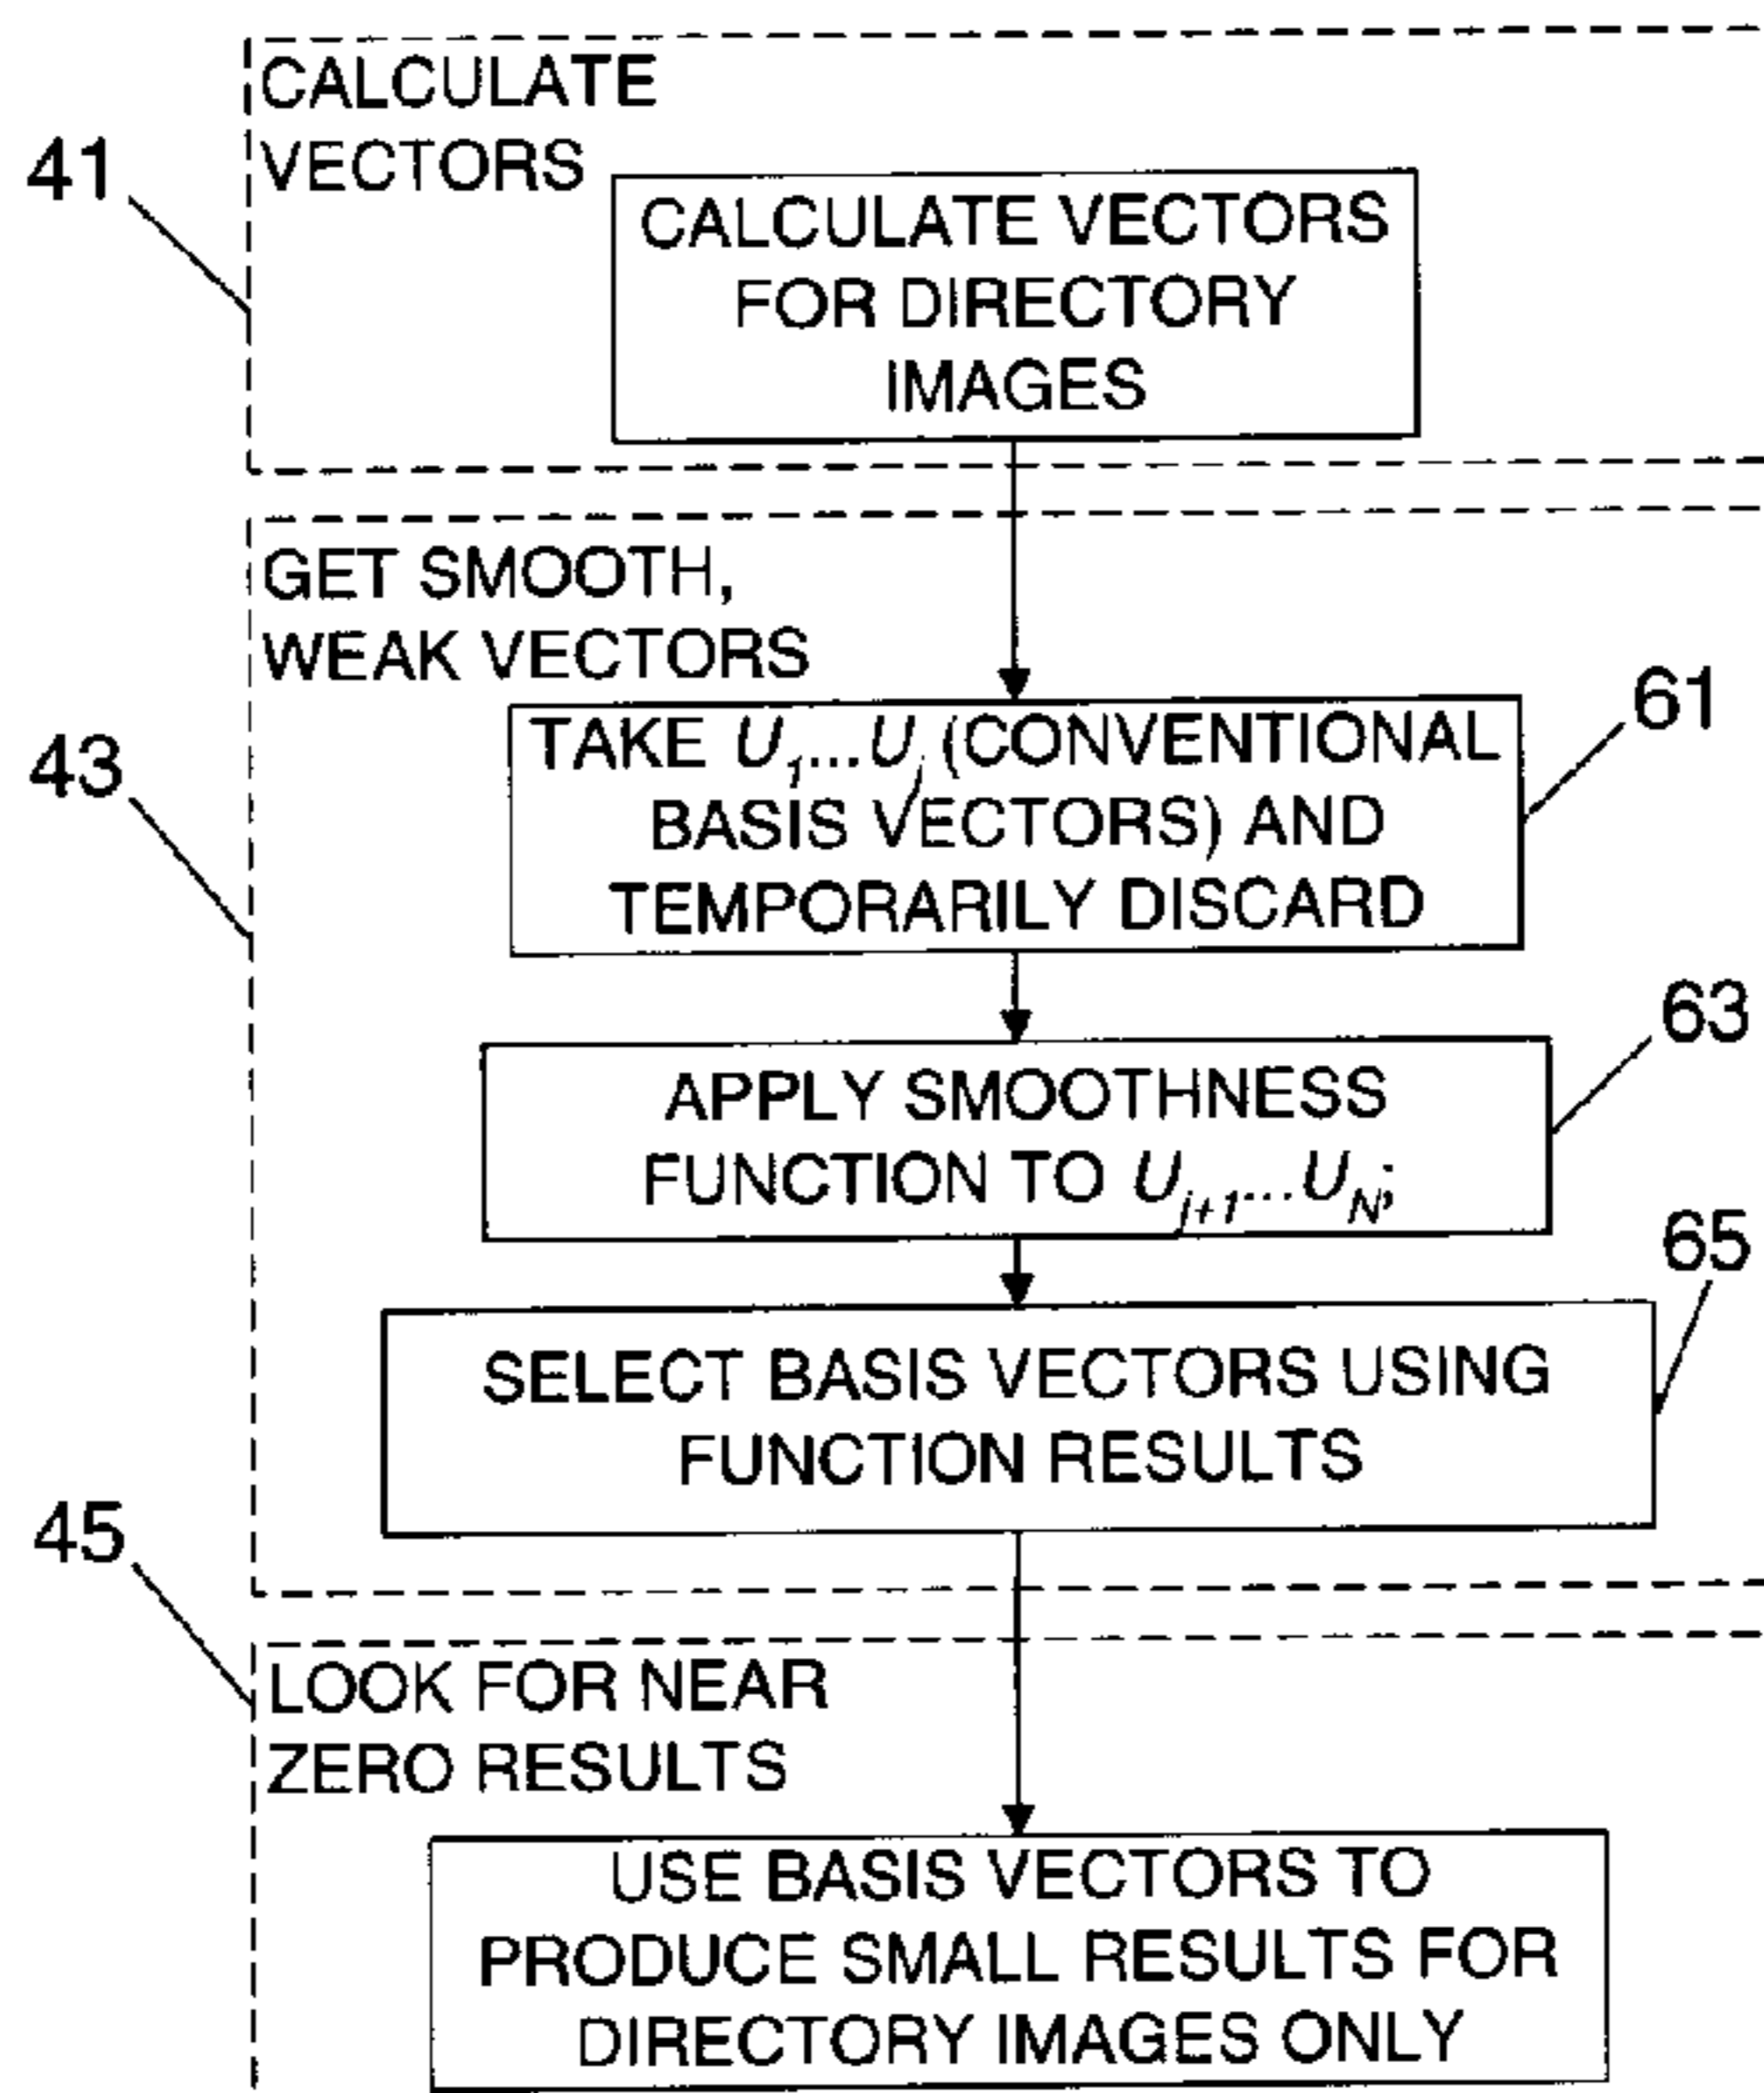 CALCULATE
VECTORS
41
CALCULATE VECTORS
FOR DIRECTORY
IMAGES
GET SMOOTH,
WEAK VECTORS
43
TAKE U1...Uj (CONVENTIONAL
BASIS VECTORS) AND
TEMPORARILY DISCARD
61
APPLY SMOOTHNESS
FUNCTION TO Uj+1...UN;
63
SELECT BASIS VECTORS USING
FUNCTION RESULTS
65
45
LOOK FOR NEAR
ZERO RESULTS
USE BASIS VECTORS TO
PRODUCE SMALL RESULTS FOR
DIRECTORY IMAGES ONLY